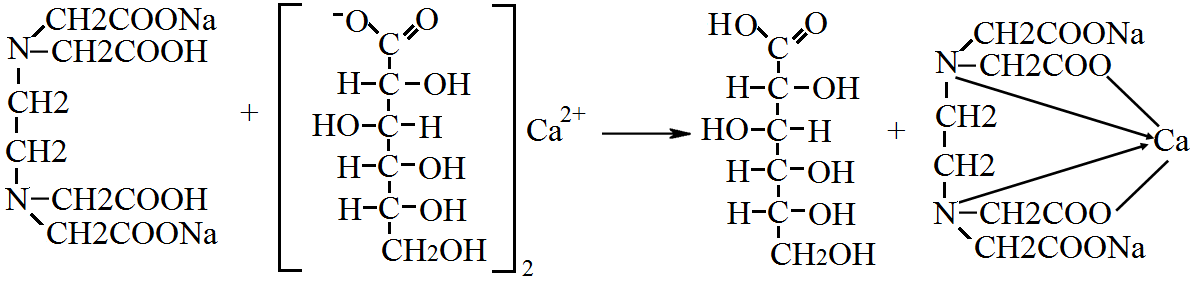 CH2COONa
N–CH2COOH
CH2
CH2
N–CH2COOH
CH2COONa
+
−O O
C
H–C–OH
HO–C–H
H–C–OH
H–C–OH
CH2OH
2
Ca2+
HO O
C
H–C–OH
HO–C–H
H–C–OH
H–C–OH
CH2OH
+
CH2COONa
N–CH2COO
CH2
CH2
N–CH2COO
CH2COONa
Ca